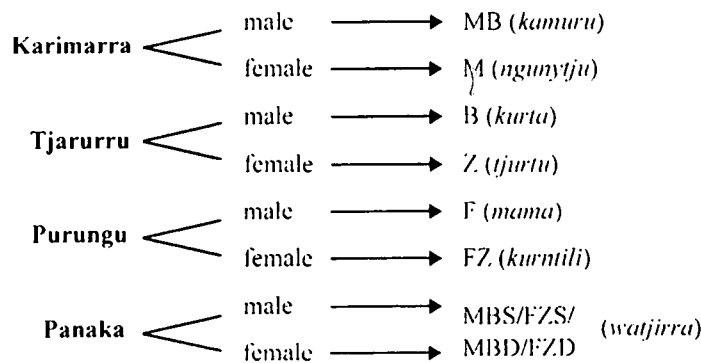 Karimarra
male MB (kamuru)
female M (ngunytju)
Tjarurru
male B (kurta)
female Z (tjurtu)
Purungu
male F (mama)
female FZ (kurntili)
Panaka
male MBS/FZS/
(watjirra)
female MBD/FZD